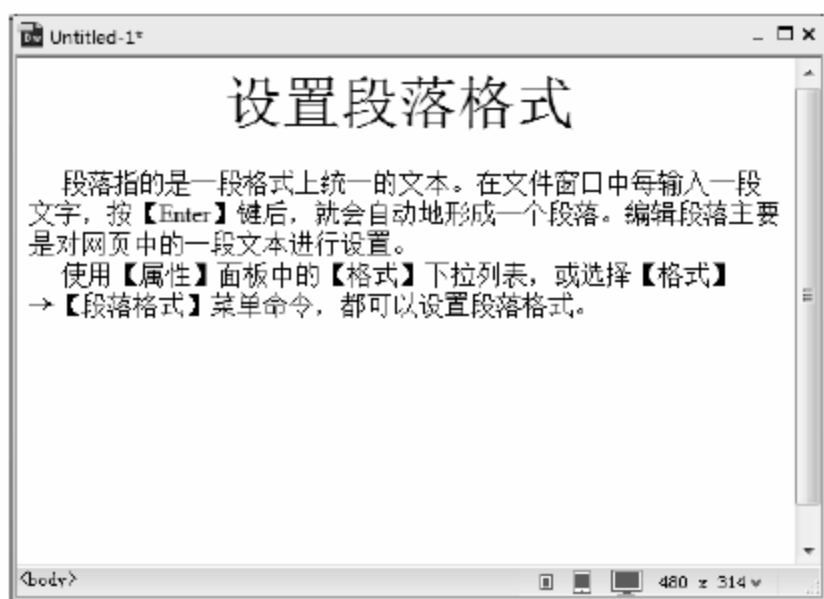 Untitled-1*
设置段落格式
段落指的是一段格式上统一的文本。在文件窗口中每输入一段
文字，按【Enter】键后，就会自动地形成一个段落。编辑段落主要
是对网页中的一段文本进行设置。
使用【属性】面板中的【格式】下拉列表，或选择【格式】
→【段落格式】菜单命令，都可以设置段落格式。
<body> 480 x 314